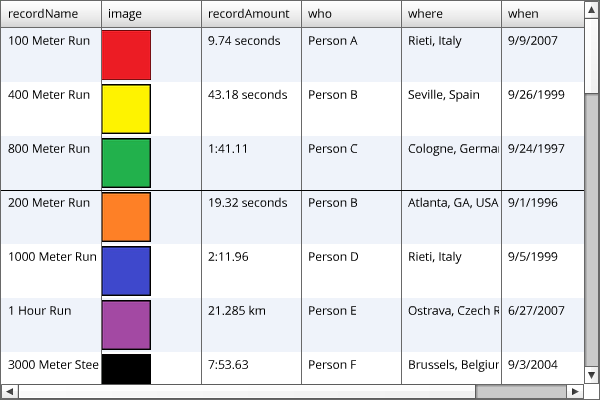 recordName image recordAmount who where when
100 Meter Run 9.74 seconds Person A Rieti, Italy 9/9/2007
400 Meter Run 43.18 seconds Person B Seville, Spain 9/26/1999
800 Meter Run 1:41.11 Person C Cologne, Germa 9/24/1997
200 Meter Run 19.32 seconds Person B Atlanta, GA, USA 9/1/1996
1000 Meter Run 2:11.96 Person D Rieti, Italy 9/5/1999
1 Hour Run 21.285 km Person E Ostrava, Czech R 6/27/2007
3000 Meter Stee 7:53.63 Person F Brussels, Belgiur 9/3/2004